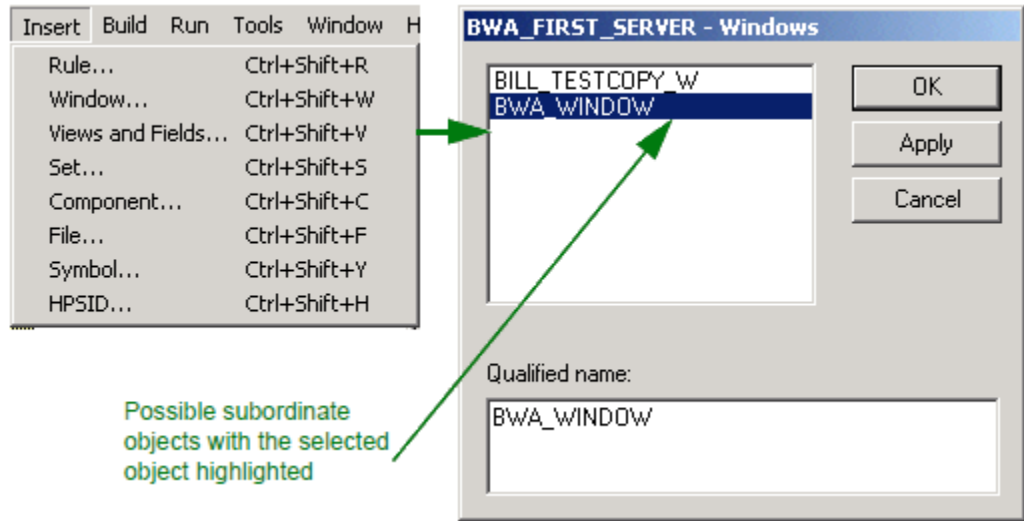 Insert Build Run Tools Window H
Rule... Ctrl+Shift+R
Window... Ctrl+Shift+W
Views and Fields... Ctrl+Shift+V
Set... Ctrl+Shift+S
Component... Ctrl+Shift+C
File... Ctrl+Shift+F
Symbol... Ctrl+Shift+Y
HPSID... Ctrl+Shift+H
Possible subordinate
objects with the selected
object highlighted
BWA_FIRST_SERVER - Windows
BILL_TESTCOPY_W
BWA_WINDOW
OK
Apply
Cancel
Qualified name:
BWA_WINDOW